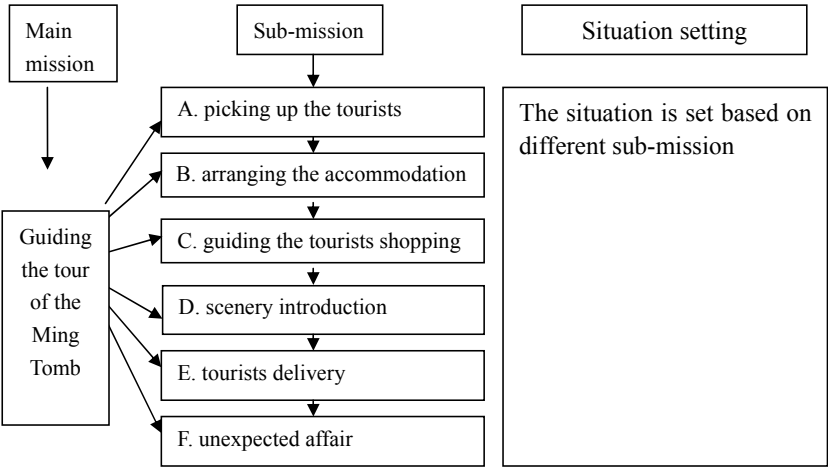 Main
mission
Sub-mission
Situation setting
A. picking up the tourists
B. arranging the accommodation
C. guiding the tourists shopping
D. scenery introduction
E. tourists delivery
F. unexpected affair
Guiding
the tour
of the
Ming
Tomb
The situation is set based on
different sub-mission